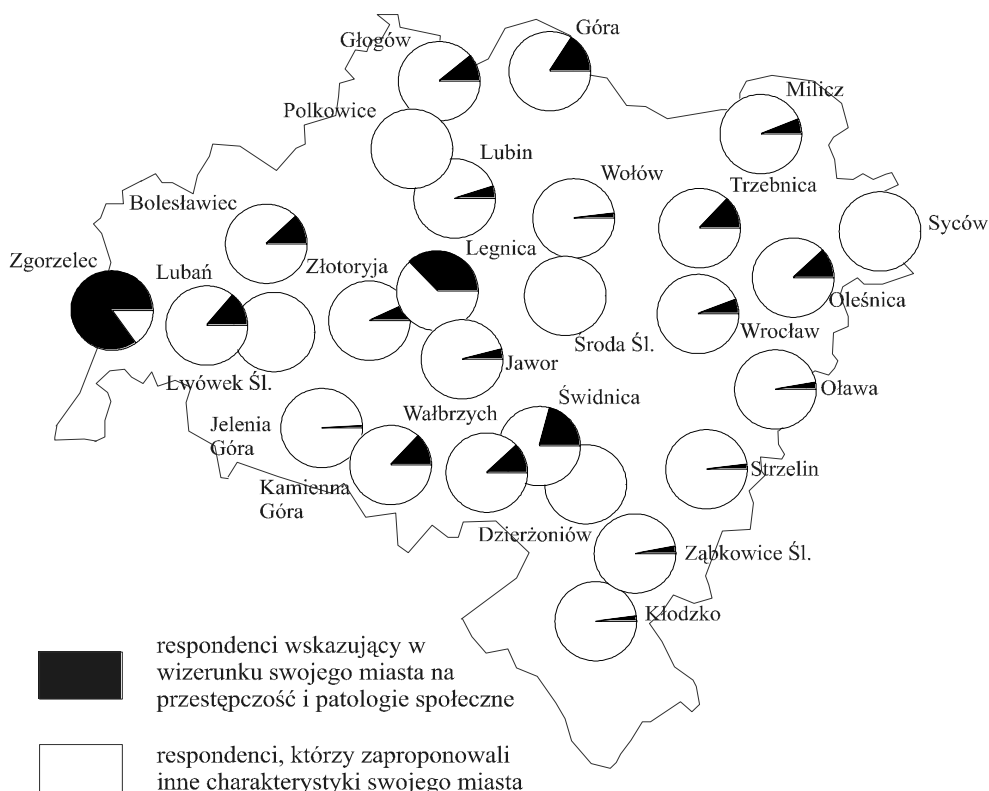 Góra
Głogów
Milicz
Polkowice
Lubin
Wołów
Trzebnica
Bolesławiec
Syców
Legnica
Zgorzelec
Lubań
Złotoryja
Oleśnica
Wrocław
Środa Śl.
Jawor
Lwówek Śl.
Oława
Świdnica
Wałbrzych
Jelenia
Góra
Strzelin
Kamienna
Góra
Dzierżoniów
Ząbkowice Śl.
Kłodzko
respondenci wskazujący w
wizerunku swojego miasta na
przestępczość i patologie społeczne
respondenci, którzy zaproponowali
inne charakterystyki swojego miasta